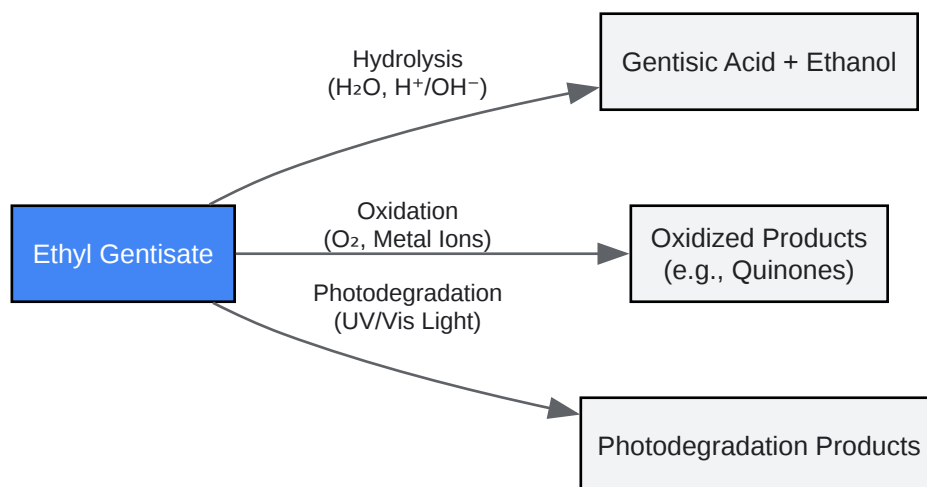 Hydrolysis
(H₂O, H⁺/OH⁻)
Gentisic Acid + Ethanol
Ethyl Gentisate
Oxidation
(O₂, Metal Ions)
Oxidized Products
(e.g., Quinones)
Photodegradation
(UV/Vis Light)
Photodegradation Products